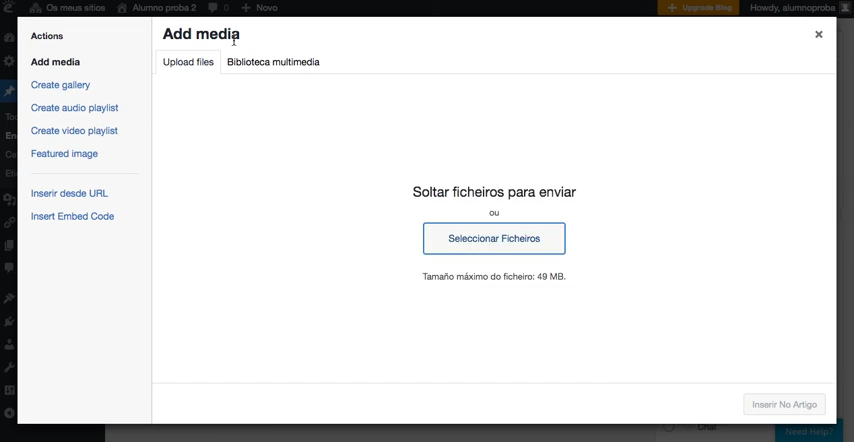 Os meus sitios
Alumno proba 2
0
Novo
Upgrade Blog
Howdy, alumnoproba
Actions
Add media
Create gallery
Create audio playlist
Create video playlist
Featured image
Inserir desde URL
Insert Embed Code
Add media
×
Upload files
Biblioteca multimedia
Soltar ficheiros para enviar
ou
Seleccionar Ficheiros
Tamaño máximo do ficheiro: 49 MB.
Inserir No Artigo
Chat
Need Help?